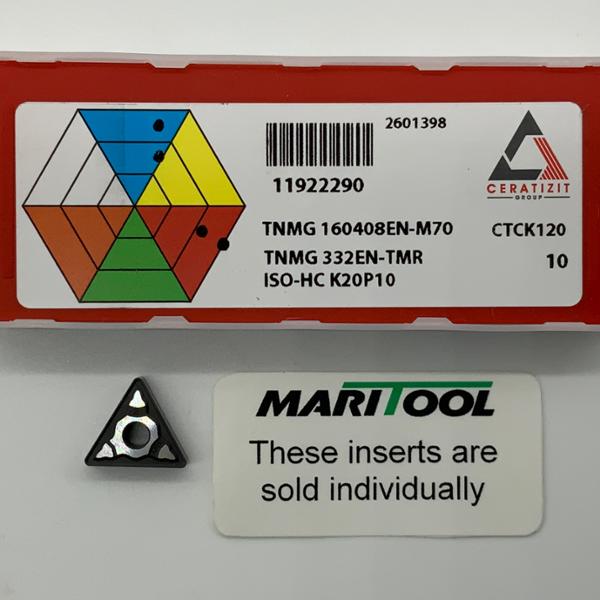 2601398
11922290
CERATIZIT
GROUP
TNMG 160408EN-M70 CTCK120
TNMG 332EN-TMR 10
ISO-HC K20P10
MARITOOL
These inserts are
sold individually